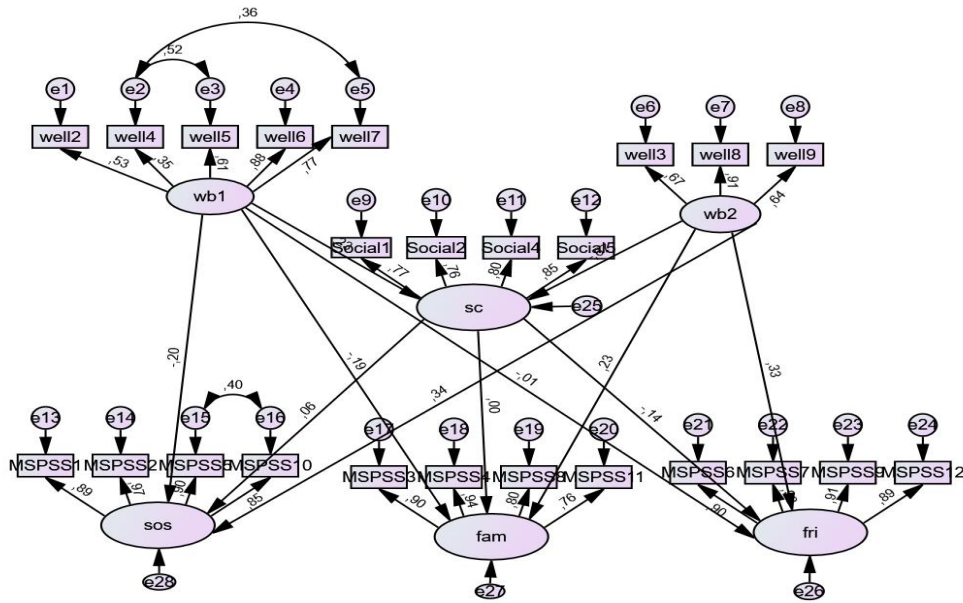 ,36
,52
e1 e2 e3 e4 e5
well2 well4 well5 well6 well7
,53 ,35 ,61 ,88 ,77
wb1
e6 e7 e8
well3 well8 well9
,67 ,91 ,64
wb2
e9 e10 e11 e12
Social1 Social2 Social4 Social5
,77 ,76 ,80 ,85
sc
e25
-,20 -,19 -,01 ,23 ,33
,06 ,00 -,14 ,34
,40
e13 e14 e15 e16
MSPSS1 MSPSS2 MSPSS5 MSPSS10
,89 ,97 ,90 ,85
sos
e28
e17 e18 e19 e20
MSPSS3 MSPSS4 MSPSS8 MSPSS11
,90 ,94 ,80 ,76
fam
e27
e21 e22 e23 e24
MSPSS6 MSPSS7 MSPSS9 MSPSS12
,90 ,91 ,89
fri
e26